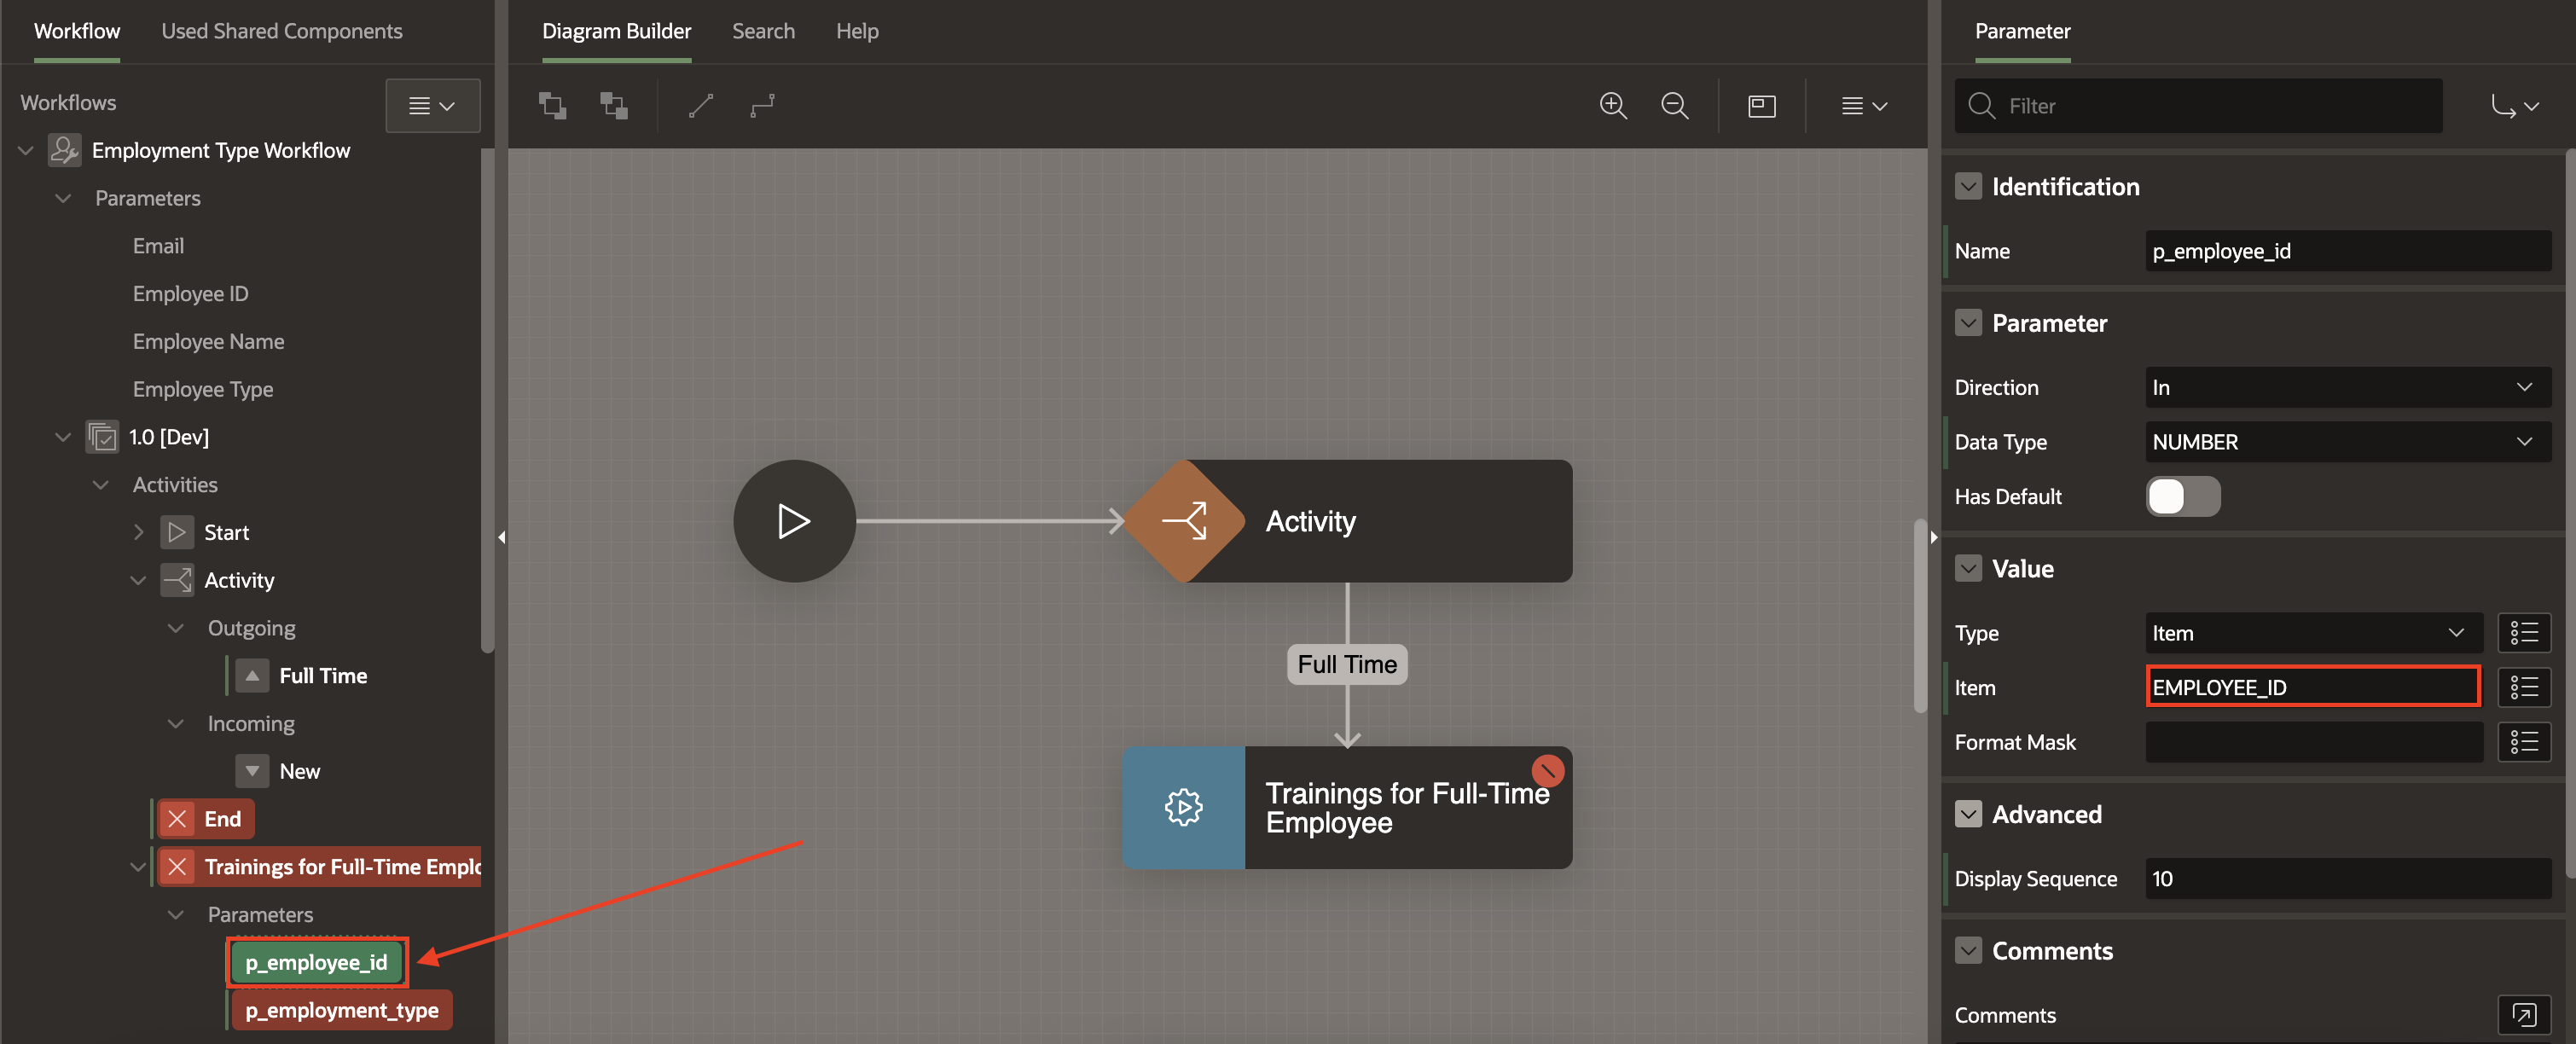 Workflow
Used Shared Components
Workflows
Employment Type Workflow
Parameters
Email
Employee ID
Employee Name
Employee Type
1.0 [Dev]
Activities
Start
Activity
Outgoing
Full Time
Incoming
New
End
Trainings for Full-Time Emplo
Parameters
p_employee_id
p_employment_type
Diagram Builder
Search
Help
Activity
Full Time
Trainings for Full-Time
Employee
Parameter
Filter
Identification
Name p_employee_id
Parameter
Direction In
Data Type NUMBER
Has Default
Value
Type Item
Item EMPLOYEE_ID
Format Mask
Advanced
Display Sequence 10
Comments
Comments